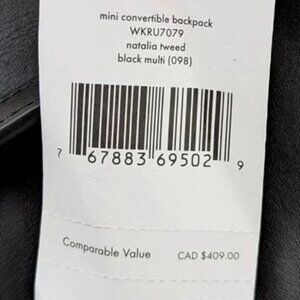 mini convertible backpack
WKRU7079
natalia tweed
black multi (098)
7 67883 69502 9
Comparable Value CAD $409.00